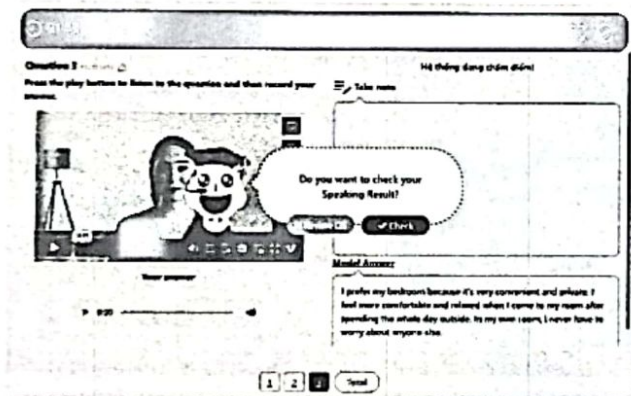 Question 3
Hệ thống đang chấm điểm!
Press the play button to listen to the question and then record your
answer.
Take note
Do you want to check your
Speaking Result?
Check
Your answer
Model Answer
I prefer my bedroom because it's very convenient and private. I
feel more comfortable and relaxed when I come to my room after
spending the whole day outside. In my own room, I never have to
worry about anyone else.
0:20
1 2 3 Total